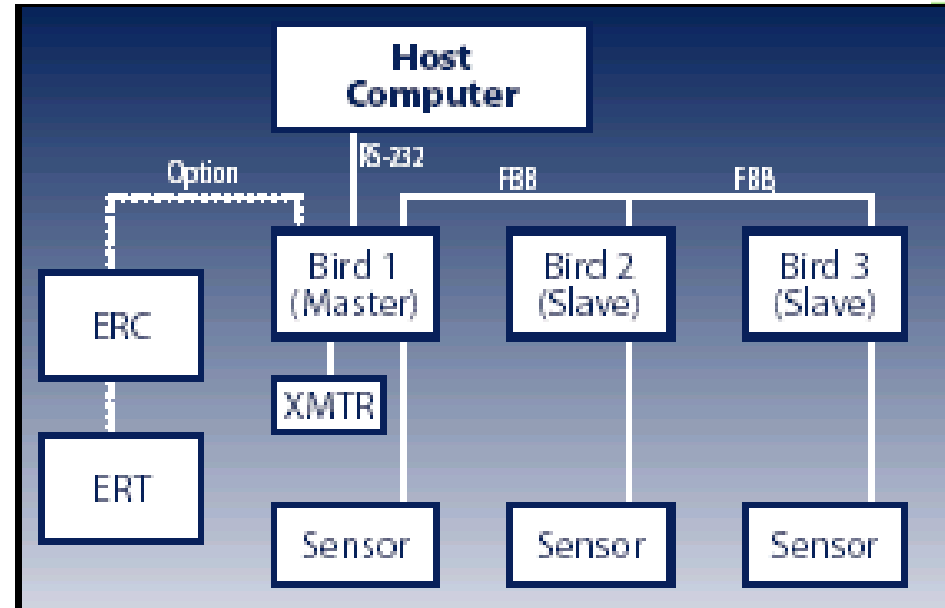 Host
Computer
RS-232
Option
FBB
FBB
Bird 1
(Master)
Bird 2
(Slave)
Bird 3
(Slave)
ERC
XMTR
ERT
Sensor
Sensor
Sensor